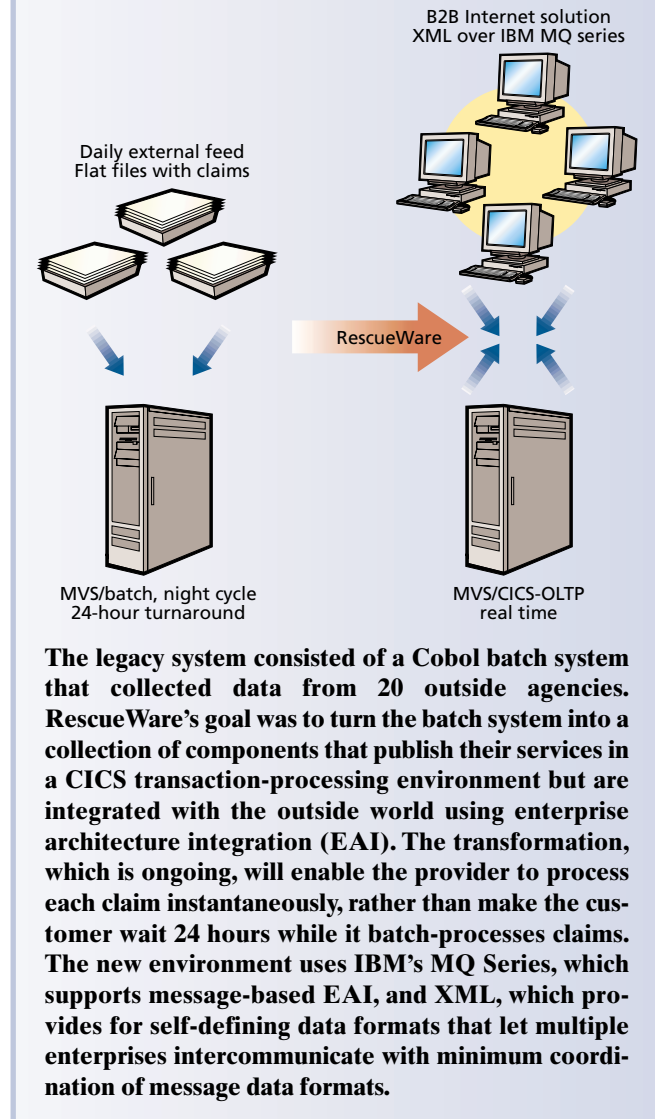 B2B Internet solution
XML over IBM MQ series
Daily external feed
Flat files with claims
RescueWare
MVS/batch, night cycle
24-hour turnaround
MVS/CICS-OLTP
real time
The legacy system consisted of a Cobol batch system
that collected data from 20 outside agencies.
RescueWare's goal was to turn the batch system into a
collection of components that publish their services in
a CICS transaction-processing environment but are
integrated with the outside world using enterprise
architecture integration (EAI). The transformation,
which is ongoing, will enable the provider to process
each claim instantaneously, rather than make the cus-
tomer wait 24 hours while it batch-processes claims.
The new environment uses IBM's MQ Series, which
supports message-based EAI, and XML, which pro-
vides for self-defining data formats that let multiple
enterprises intercommunicate with minimum coordi-
nation of message data formats.